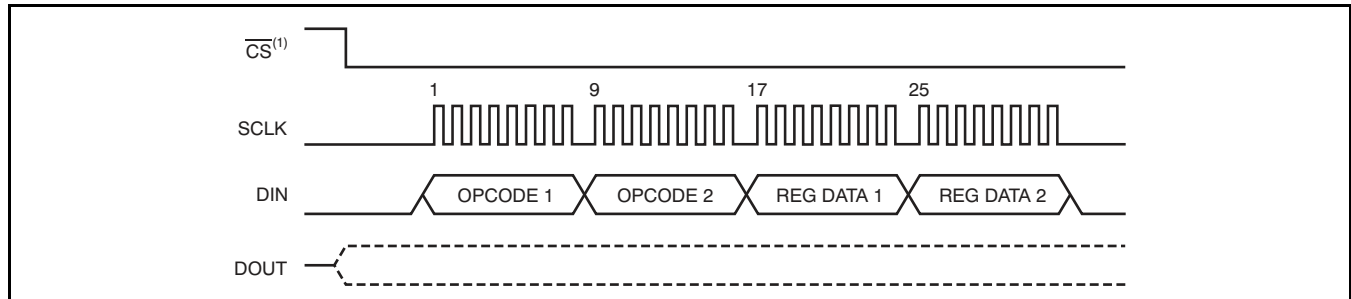 CS(1)
1 9 17 25
SCLK
DIN OPCODE 1 OPCODE 2 REG DATA 1 REG DATA 2
DOUT